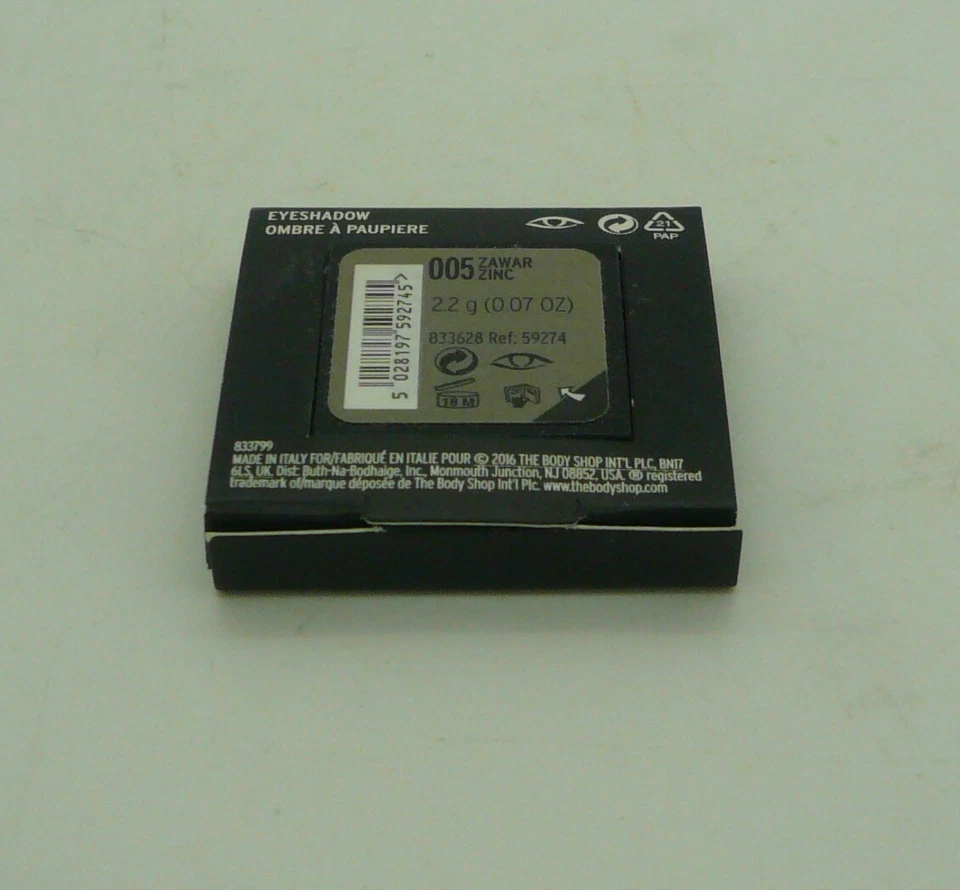 EYESHADOW
OMBRE À PAUPIERE
21
PAP
005 ZAWAR
ZINC
2.2 g (0.07 OZ)
833628 Ref: 59274
18 M
5 028197 592745 >
833799
MADE IN ITALY FOR/FABRIQUÉ EN ITALIE POUR © 2016 THE BODY SHOP INT'L PLC, BN17
6LS, UK. Dist: Buth-Na-Bodhaige, Inc., Monmouth Junction, NJ 08852, USA. ® registered
trademark of/marque déposée de The Body Shop Int'l Plc. www.thebodyshop.com